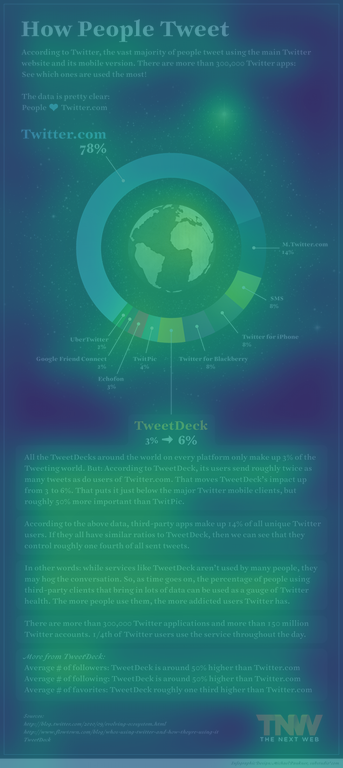 How People Tweet
According to Twitter, the vast majority of people tweet using the main Twitter
website and its mobile version. There are more than 300,000 Twitter apps:
See which ones are used the most!
The data is pretty clear:
People ❤ Twitter.com
Twitter.com
78%
M.Twitter.com
14%
SMS
8%
Twitter for iPhone
8%
Twitter for Blackberry
8%
TwitPic
4%
UberTwitter
Google Friend Connect
Echofon
TweetDeck
3% ➡ 6%
All the TweetDecks around the world on every platform only make up 3% of the
Tweeting world. But: According to TweetDeck, its users send roughly twice as
many tweets as do users of Twitter.com. That moves TweetDeck's impact up
from 3 to 6%. That puts it just below the major Twitter mobile clients, but
roughly 50% more important than TwitPic.
According to the above data, third-party apps make up 14% of all unique Twitter
users. If they all have similar ratios to TweetDeck, then we can see that they
control roughly one fourth of all sent tweets.
In other words: while services like TweetDeck aren't used by many people, they
may hog the conversation. So, as time goes on, the percentage of people using
third-party clients that bring in lots of data can be used as a gauge of Twitter
health. The more people use them, the more addicted users Twitter has.
There are more than 300,000 Twitter applications and more than 150 million
Twitter accounts. 1/4th of Twitter users use the service throughout the day.
More from TweetDeck:
Average # of followers: TweetDeck is around 50% higher than Twitter.com
Average # of following: TweetDeck is around 50% higher than Twitter.com
Average # of favorites: TweetDeck roughly one third higher than Twitter.com
TweetDeck
TNW
THE NEXT WEB